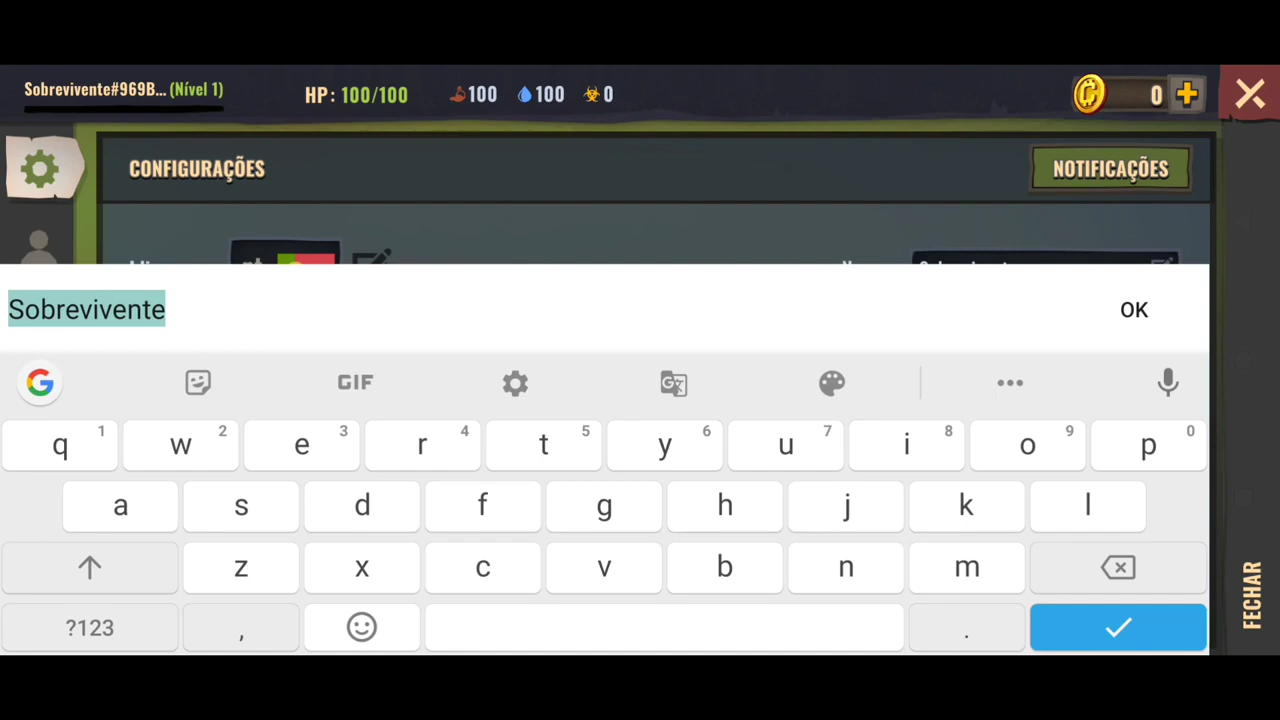 Sobrevivente#969B... (Nível 1)
HP: 100/100
100
100
0
0
CONFIGURAÇÕES
NOTIFICAÇÕES
Sobrevivente
OK
GIF
q 1 w 2 e 3 r 4 t 5 y 6 u 7 i 8 o 9 p 0
a s d f g h j k l
z x c v b n m
?123 , .
FECHAR